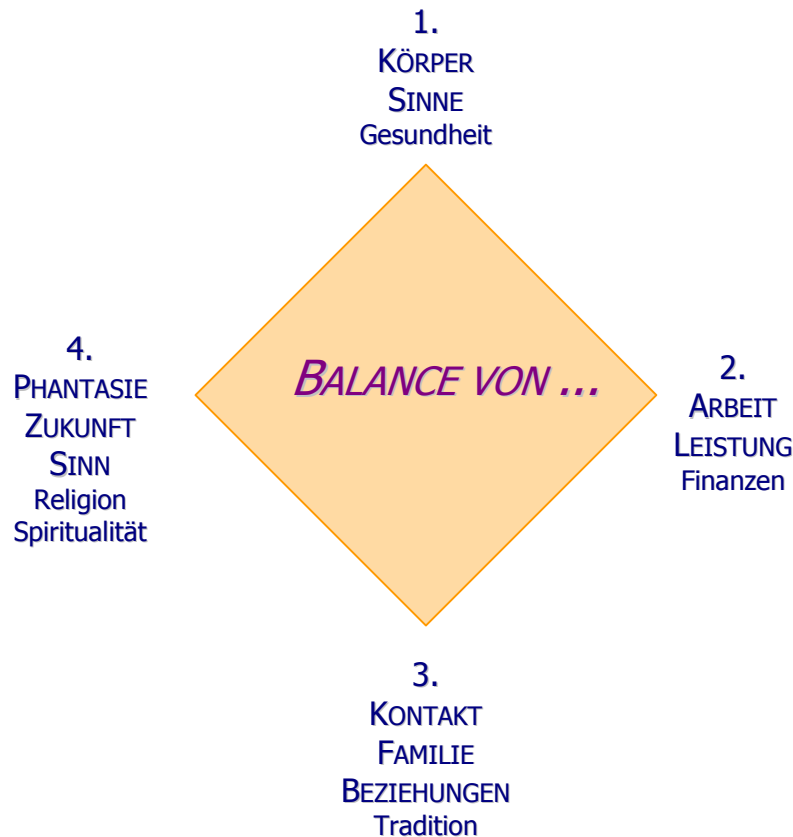 1.
KÖRPER
SINNE
Gesundheit
BALANCE VON ...
2.
ARBEIT
LEISTUNG
Finanzen
3.
KONTAKT
FAMILIE
BEZIEHUNGEN
Tradition
4.
PHANTASIE
ZUKUNFT
SINN
Religion
Spiritualität